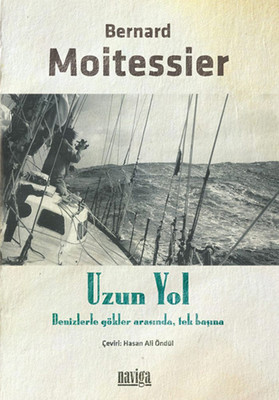 Bernard
Moitessier
Uzun Yol
Denizlerle gökler arasında, tek başına
Çeviri: Hasan Ali Öndül
naviga